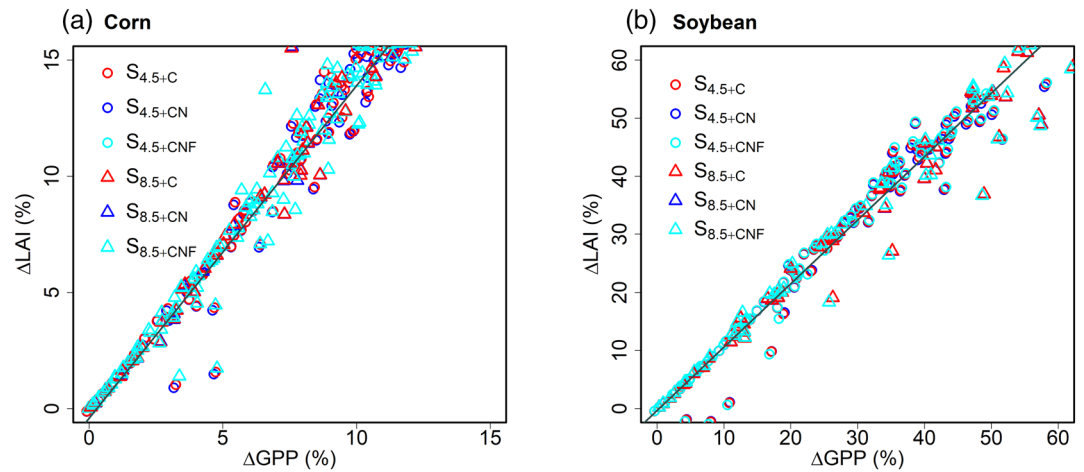 (a) Corn
15
10
5
0
ΔLAI (%)
S4.5+C
S4.5+CN
S4.5+CNF
S8.5+C
S8.5+CN
S8.5+CNF
0 5 10 15
ΔGPP (%)
(b) Soybean
60
50
40
30
20
10
0
ΔLAI (%)
S4.5+C
S4.5+CN
S4.5+CNF
S8.5+C
S8.5+CN
S8.5+CNF
0 10 20 30 40 50 60
ΔGPP (%)